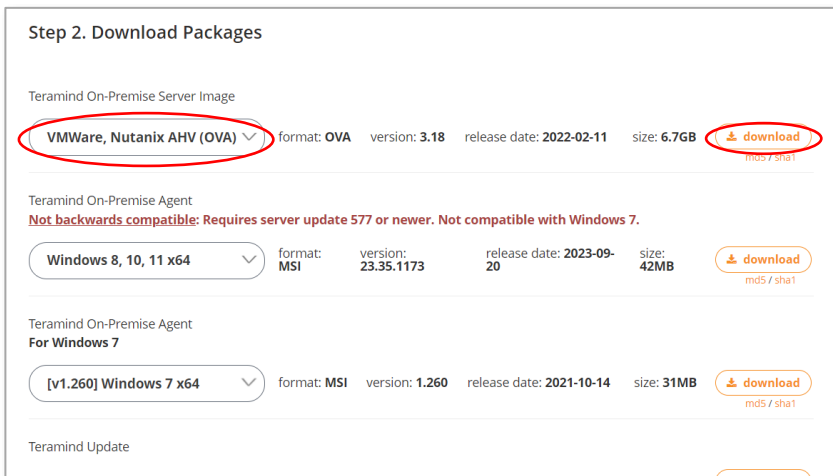 Step 2. Download Packages
Teramind On-Premise Server Image
VMWare, Nutanix AHV (OVA) format: OVA version: 3.18 release date: 2022-02-11 size: 6.7GB download
md5 / sha1
Teramind On-Premise Agent
Not backwards compatible: Requires server update 577 or newer. Not compatible with Windows 7.
Windows 8, 10, 11 x64 format: MSI version: 23.35.1173 release date: 2023-09-20 size: 42MB download
md5 / sha1
Teramind On-Premise Agent
For Windows 7
[v1.260] Windows 7 x64 format: MSI version: 1.260 release date: 2021-10-14 size: 31MB download
md5 / sha1
Teramind Update